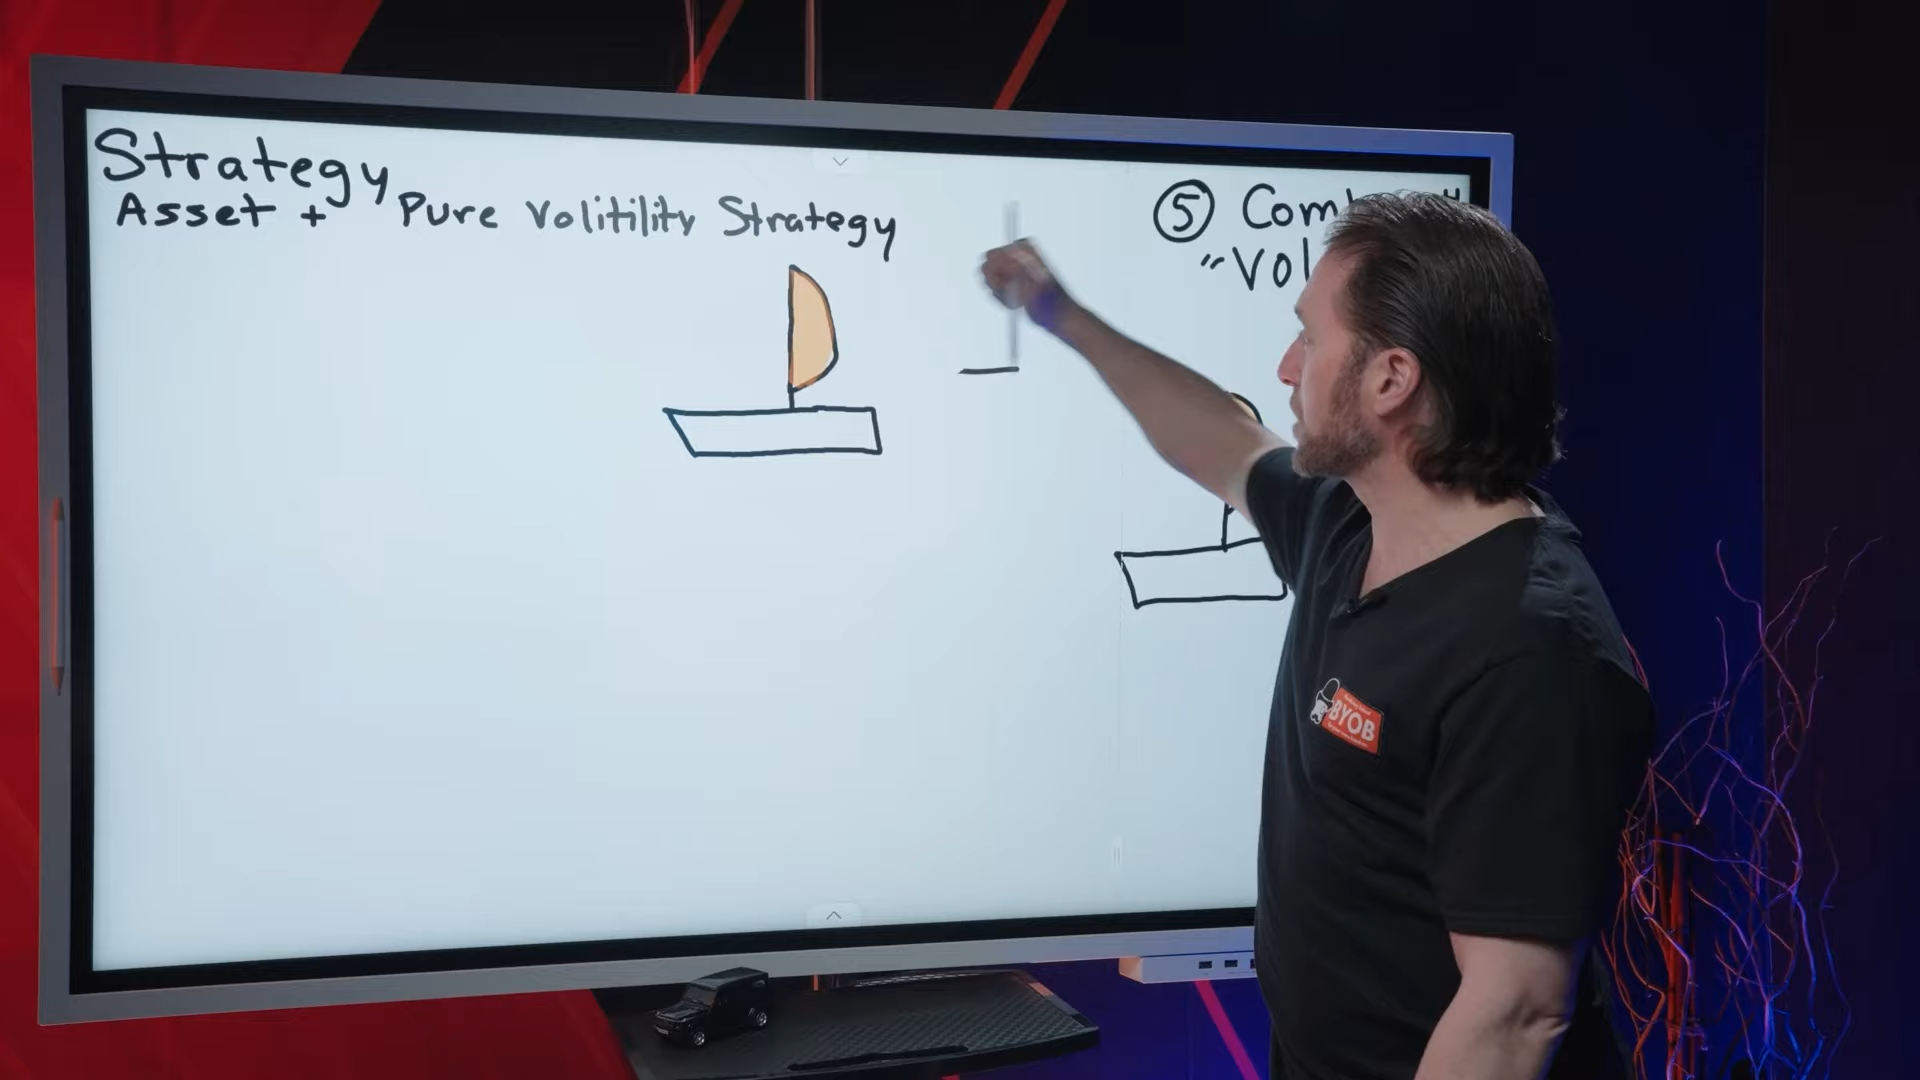 Strategy
Asset + Pure Volitility Strategy
⑤ Com
"Vol
BYOB